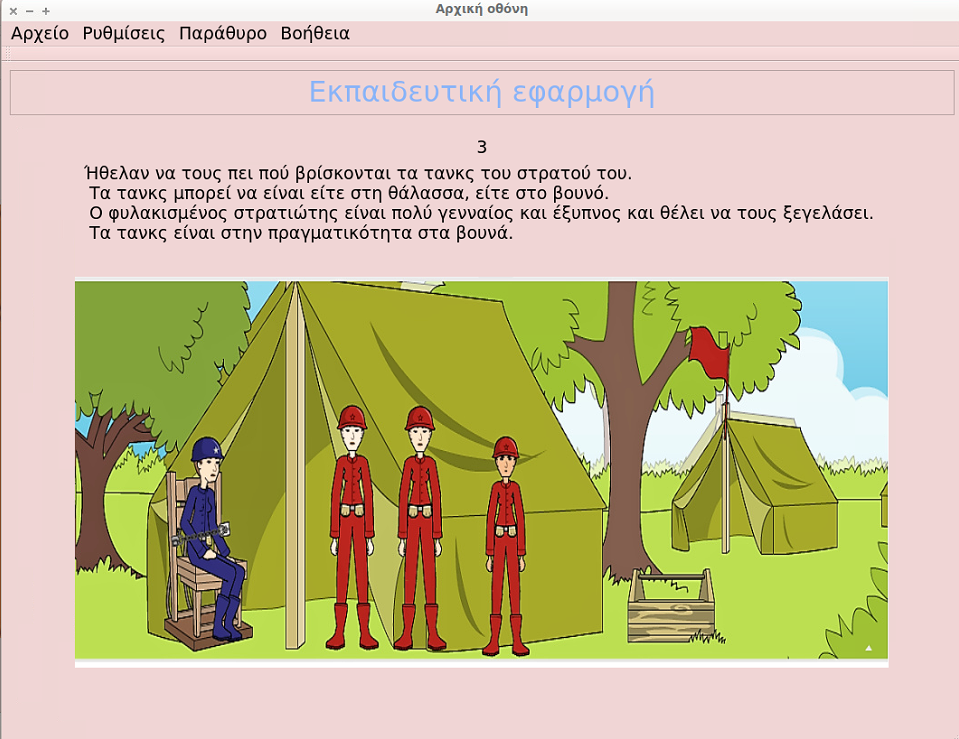 Αρχική οθόνη
Αρχείο Ρυθμίσεις Παράθυρο Βοήθεια
Εκπαιδευτική εφαρμογή
3
Ήθελαν να τους πει πού βρίσκονται τα τανκς του στρατού του.
Τα τανκς μπορεί να είναι είτε στη θάλασσα, είτε στο βουνό.
Ο φυλακισμένος στρατιώτης είναι πολύ γενναίος και έξυπνος και θέλει να τους ξεγελάσει.
Τα τανκς είναι στην πραγματικότητα στα βουνά.